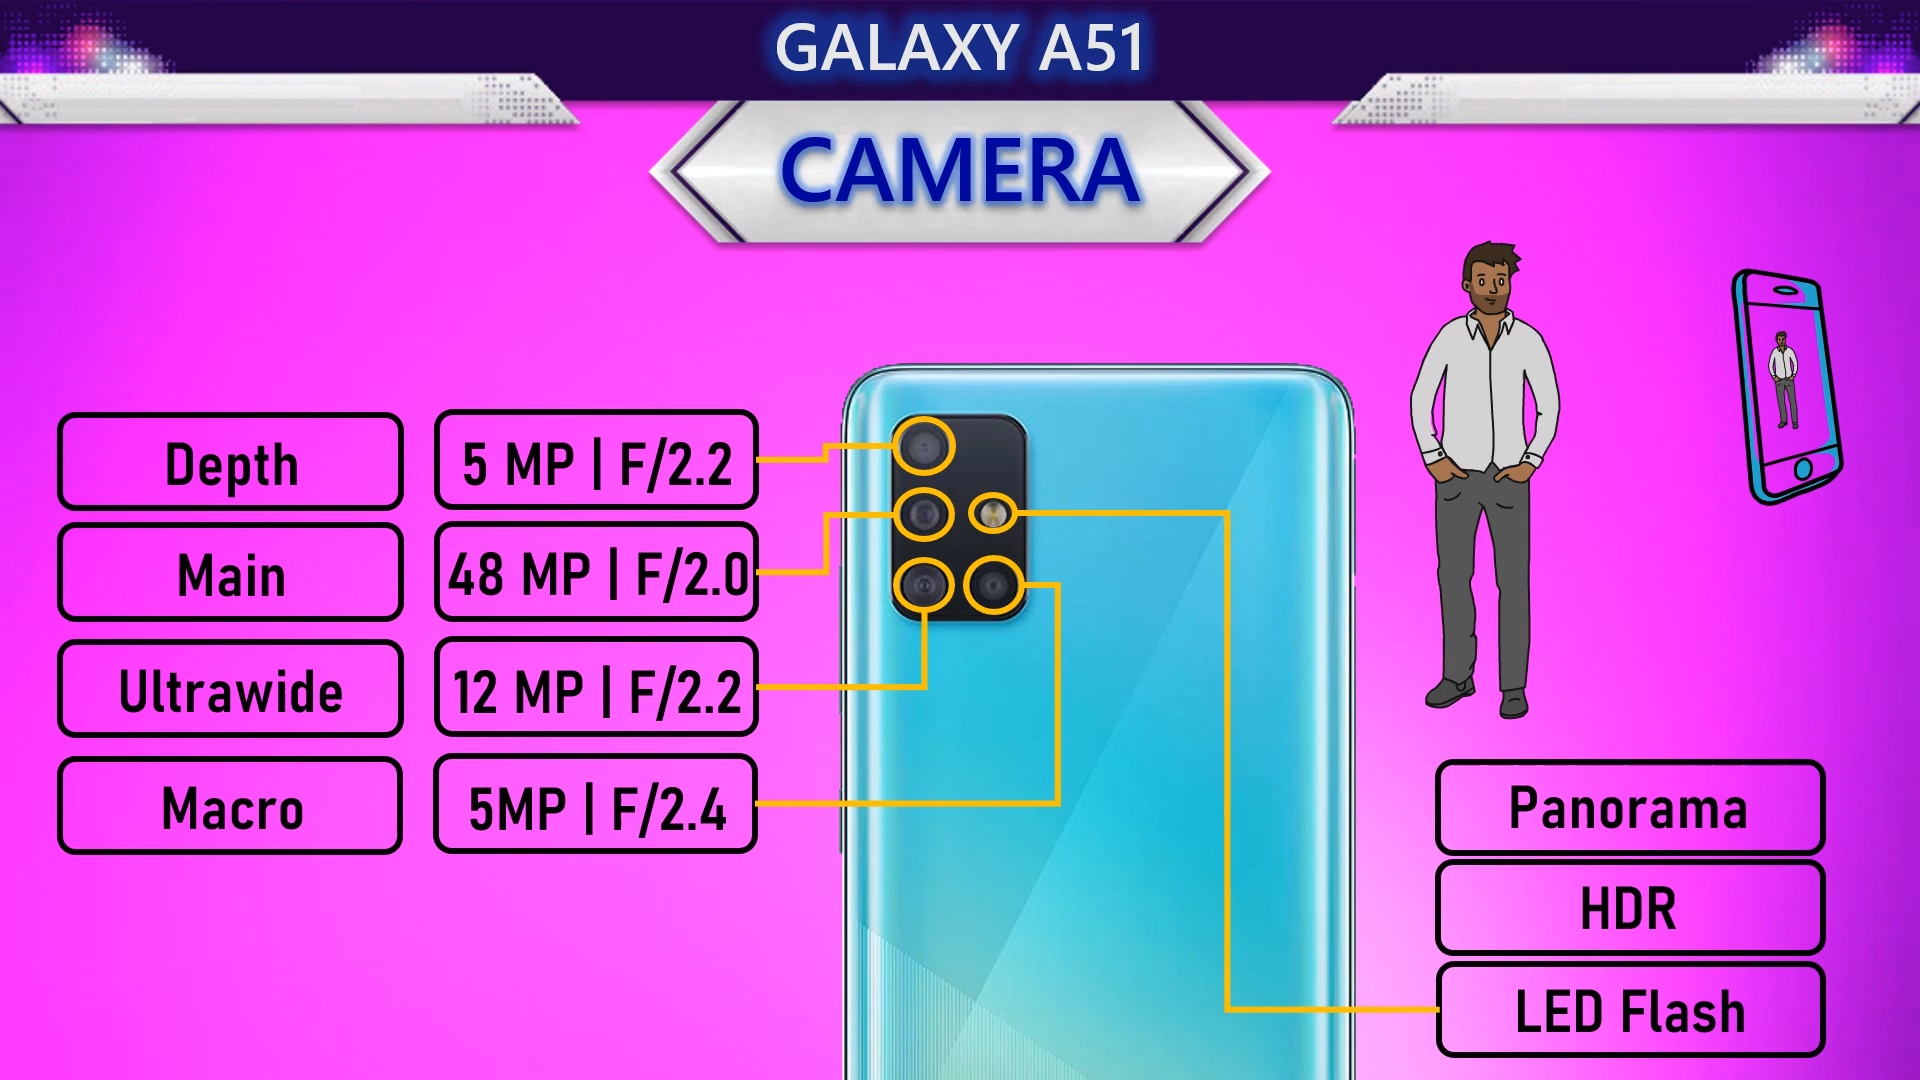 GALAXY A51
CAMERA
Depth
5 MP | F/2.2
Main
48 MP | F/2.0
Ultrawide
12 MP | F/2.2
Macro
5MP | F/2.4
Panorama
HDR
LED Flash